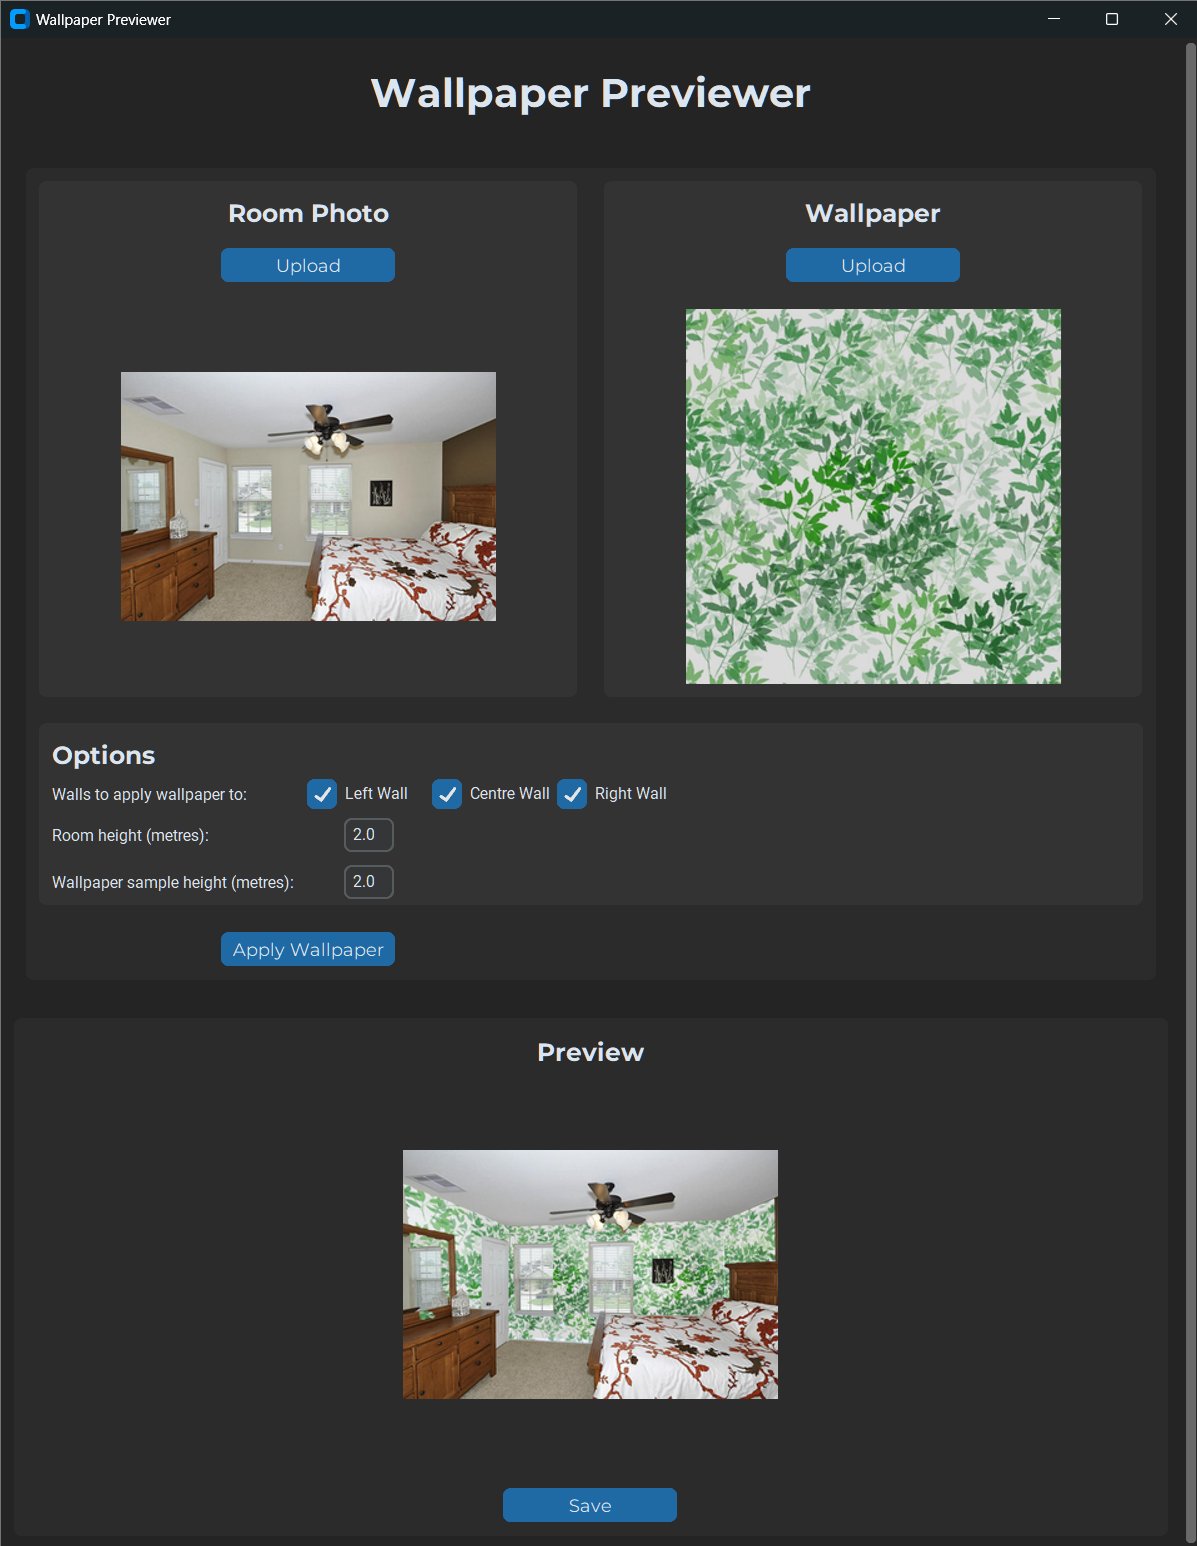 Wallpaper Previewer
Wallpaper Previewer
Room Photo
Upload
Wallpaper
Upload
Options
Walls to apply wallpaper to: Left Wall Centre Wall Right Wall
Room height (metres): 2.0
Wallpaper sample height (metres): 2.0
Apply Wallpaper
Preview
Save